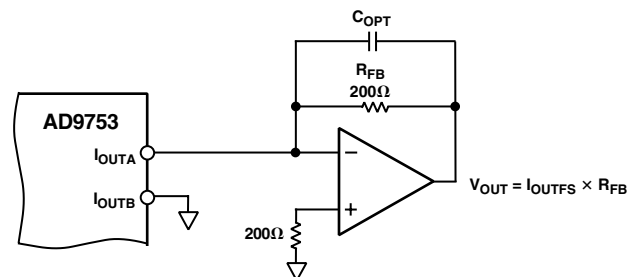 C_OPT
R_FB
200Ω
AD9753
I_OUTA
I_OUTB
200Ω
V_OUT = I_OUTFS × R_FB